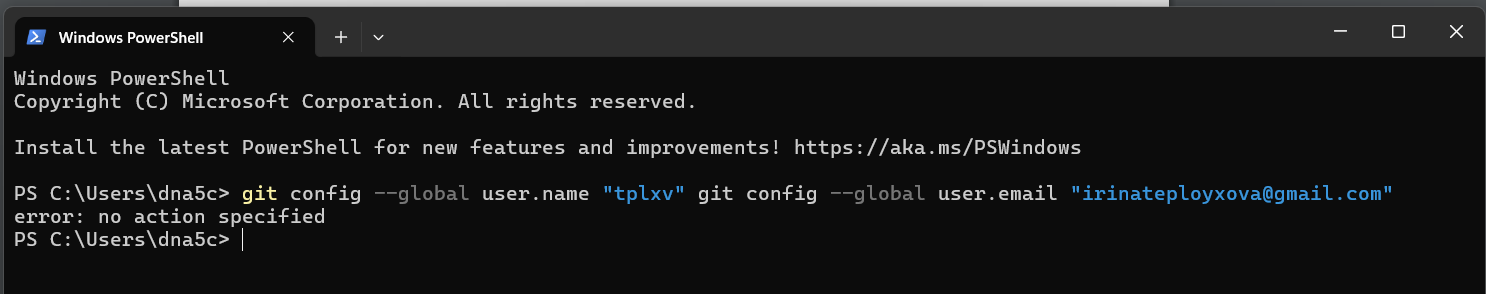 Windows PowerShell
Windows PowerShell
Copyright (C) Microsoft Corporation. All rights reserved.
Install the latest PowerShell for new features and improvements! https://aka.ms/PSWindows
PS C:\Users\dna5c> git config --global user.name "tplxv" git config --global user.email "irinateployxova@gmail.com"
error: no action specified
PS C:\Users\dna5c>